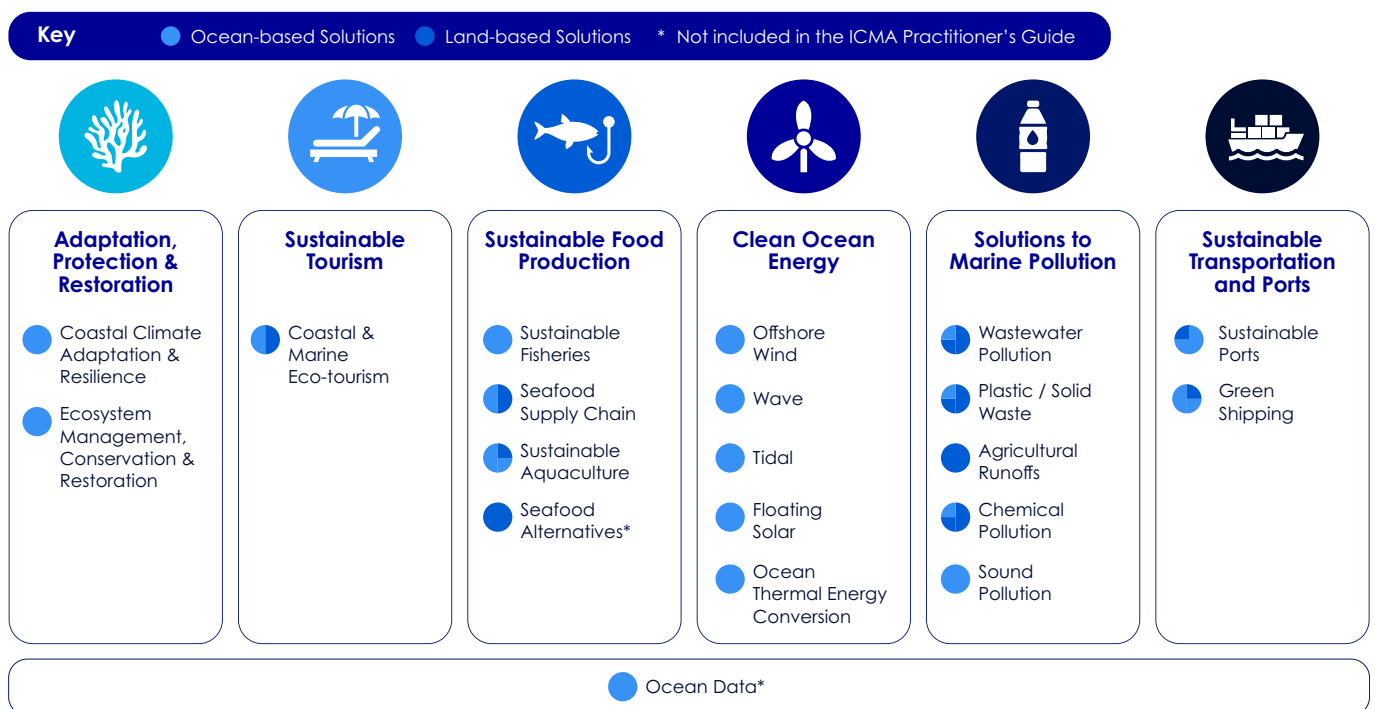 Key
Ocean-based Solutions
Land-based Solutions
* Not included in the ICMA Practitioner’s Guide
Adaptation,
Protection &
Restoration
Coastal Climate
Adaptation &
Resilience
Ecosystem
Management,
Conservation &
Restoration
Sustainable
Tourism
Coastal &
Marine
Eco-tourism
Sustainable Food
Production
Sustainable
Fisheries
Seafood
Supply Chain
Sustainable
Aquaculture
Seafood
Alternatives*
Clean Ocean
Energy
Offshore
Wind
Wave
Tidal
Floating
Solar
Ocean
Thermal Energy
Conversion
Solutions to
Marine Pollution
Wastewater
Pollution
Plastic / Solid
Waste
Agricultural
Runoffs
Chemical
Pollution
Sound
Pollution
Sustainable
Transportation
and Ports
Sustainable
Ports
Green
Shipping
Ocean Data*